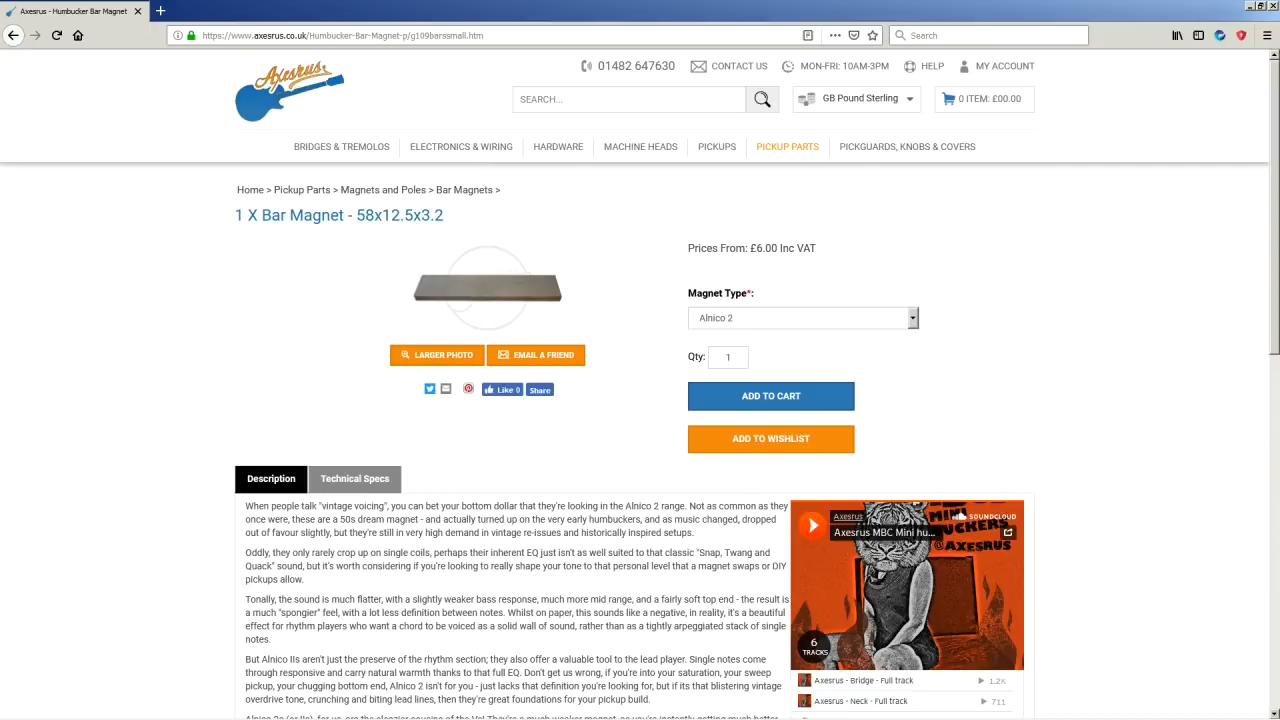 Axesrus - Humbucker Bar Magnet
https://www.axesrus.co.uk/Humbucker-Bar-Magnet-p/g109barssmall.htm
Search
Axesrus
01482 647630
CONTACT US
MON-FRI: 10AM-3PM
HELP
MY ACCOUNT
SEARCH...
GB Pound Sterling
0 ITEM: £00.00
BRIDGES & TREMOLOS
ELECTRONICS & WIRING
HARDWARE
MACHINE HEADS
PICKUPS
PICKUP PARTS
PICKGUARDS, KNOBS & COVERS
Home > Pickup Parts > Magnets and Poles > Bar Magnets >
1 X Bar Magnet - 58x12.5x3.2
Prices From: £6.00 Inc VAT
Magnet Type*:
Alnico 2
Qty: 1
ADD TO CART
ADD TO WISHLIST
LARGER PHOTO
EMAIL A FRIEND
Like 0
Share
Description
Technical Specs
When people talk "vintage voicing", you can bet your bottom dollar that they're looking in the Alnico 2 range. Not as common as they
once were, these are a 50s dream magnet - and actually turned up on the very early humbuckers, and as music changed, dropped
out of favour slightly, but they're still in very high demand in vintage re-issues and historically inspired setups.
Oddly, they only rarely crop up on single coils, perhaps their inherent EQ just isn't as well suited to that classic "Snap, Twang and
Quack" sound, but it's worth considering if you're looking to really shape your tone to that personal level that a magnet swaps or DIY
pickups allow.
Tonally, the sound is much flatter, with a slightly weaker bass response, much more mid range, and a fairly soft top end - the result is
a much "spongier" feel, with a lot less definition between notes. Whilst on paper, this sounds like a negative, in reality, it's a beautiful
effect for rhythm players who want a chord to be voiced as a solid wall of sound, rather than as a tightly arpeggiated stack of single
notes.
But Alnico IIs aren't just the preserve of the rhythm section; they also offer a valuable tool to the lead player. Single notes come
through responsive and carry natural warmth thanks to that full EQ. Don't get us wrong, if you're into your saturation, your sweep
pickup, your chugging bottom end, Alnico 2 isn't for you - just lacks that definition you're looking for, but if its that blistering vintage
overdrive tone, crunching and biting lead lines, then they're great foundations for your pickup build.
Axesrus
SOUNDCLOUD
Axesrus MBC Mini hu...
@AXESRUS
6
TRACKS
Axesrus - Bridge - Full track
1.2K
Axesrus - Neck - Full track
711